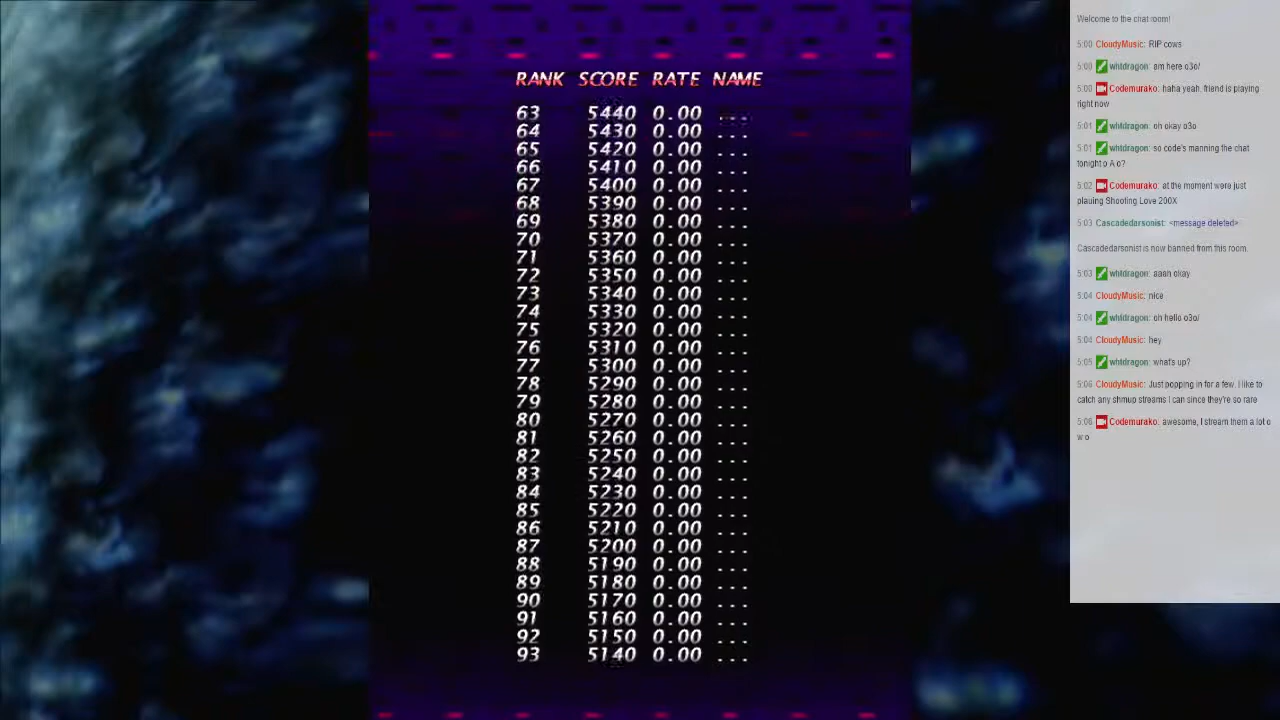 RANK SCORE RATE NAME
63 5440 0.00 ...
64 5430 0.00 ...
65 5420 0.00 ...
66 5410 0.00 ...
67 5400 0.00 ...
68 5390 0.00 ...
69 5380 0.00 ...
70 5370 0.00 ...
71 5360 0.00 ...
72 5350 0.00 ...
73 5340 0.00 ...
74 5330 0.00 ...
75 5320 0.00 ...
76 5310 0.00 ...
77 5300 0.00 ...
78 5290 0.00 ...
79 5280 0.00 ...
80 5270 0.00 ...
81 5260 0.00 ...
82 5250 0.00 ...
83 5240 0.00 ...
84 5230 0.00 ...
85 5220 0.00 ...
86 5210 0.00 ...
87 5200 0.00 ...
88 5190 0.00 ...
89 5180 0.00 ...
90 5170 0.00 ...
91 5160 0.00 ...
92 5150 0.00 ...
93 5140 0.00 ...
Welcome to the chat room!
5:00 CloudyMusic: RIP cows
5:00 whtdragon: am here o3o/
5:00 Codemurako: haha yeah, friend is playing
right now
5:01 whtdragon: oh okay o3o
5:01 whtdragon: so code's manning the chat
tonight o A o?
5:02 Codemurako: at the moment were just
plauing Shooting Love 200X
5:03 Cascadedarsonist: <message deleted>
Cascadedarsonist is now banned from this room.
5:03 whtdragon: aaah okay
5:04 CloudyMusic: nice
5:04 whtdragon: oh hello o3o/
5:04 CloudyMusic: hey
5:05 whtdragon: what's up?
5:06 CloudyMusic: Just popping in for a few. I like to
catch any shmup streams I can since they're so rare
5:06 Codemurako: awesome, I stream them a lot o
w o